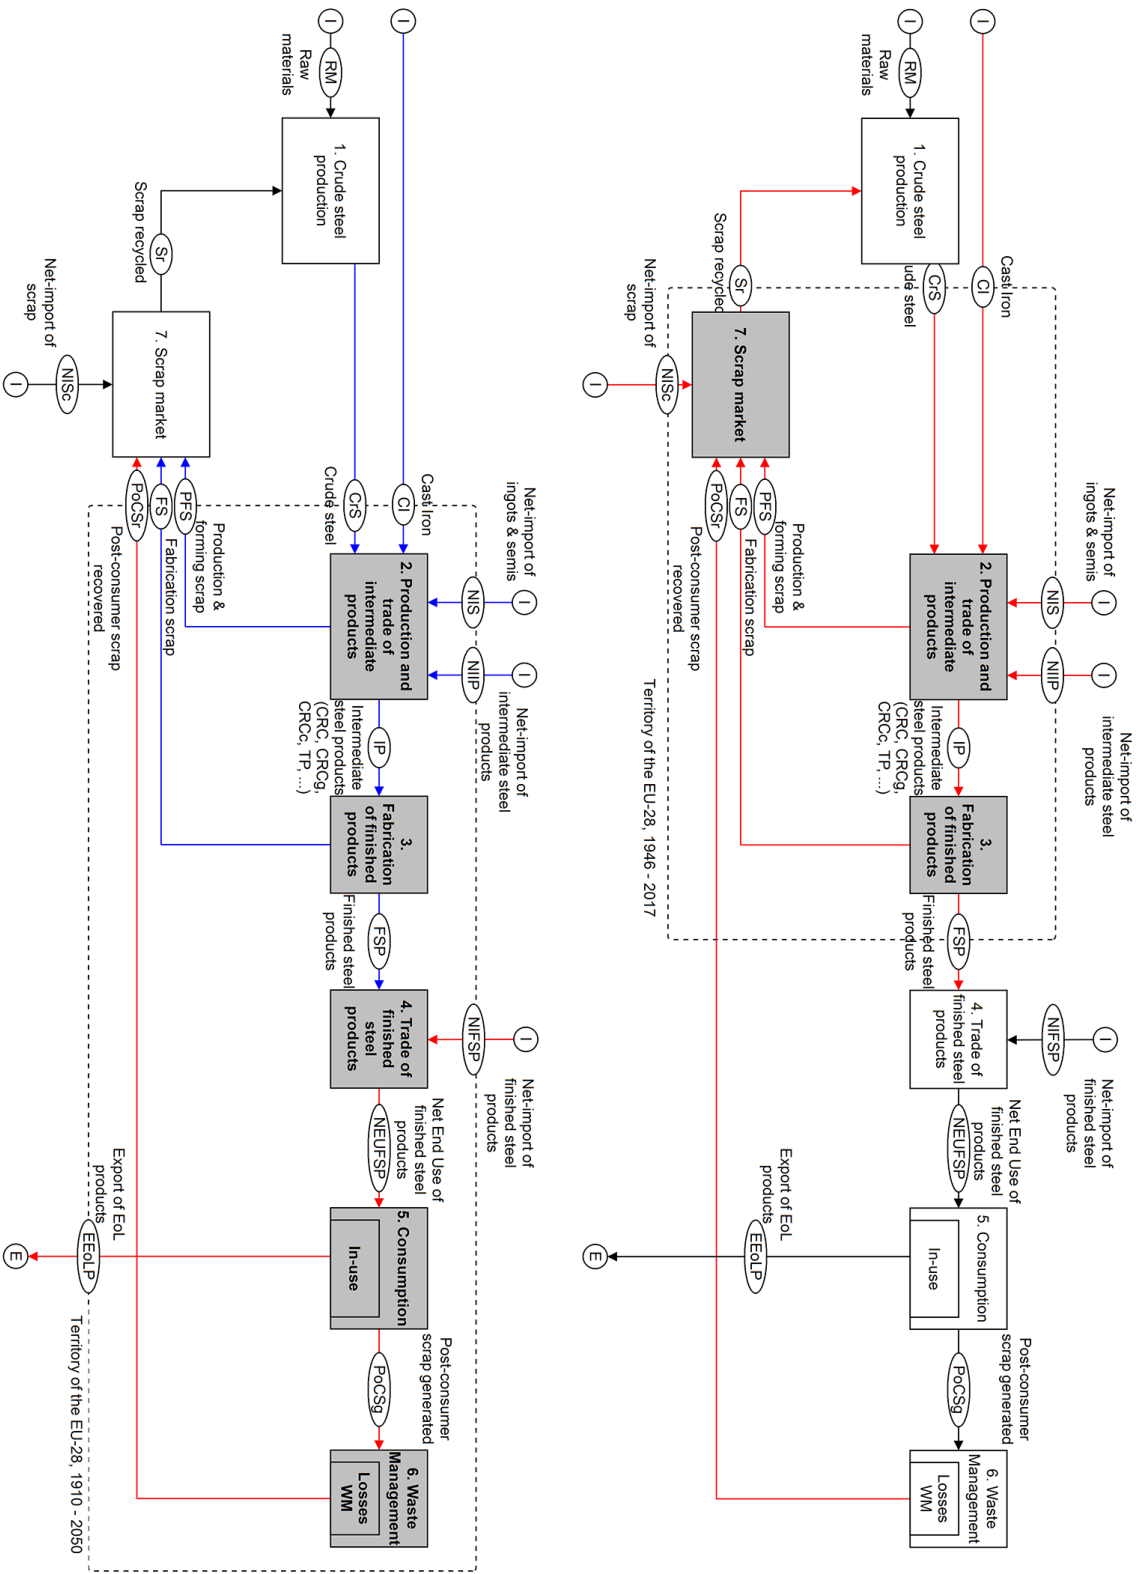 Net-import of
ingots & semis
Net-import of
intermediate steel
products
Net-import of
finished steel
products
I
I
I
NIS
NIIP
NIFSP
I
Cast Iron
CI
I
RM
Raw
materials
1. Crude steel
production
CrS
ude steel
2. Production and
trade of
intermediate
products
IP
Intermediate
steel products
(CRC, CRCg,
CRCc, TP, ...)
3.
Fabrication
of finished
products
FSP
Finished steel
products
4. Trade of
finished steel
products
Net End Use of
finished steel
products
NEUFSP
5. Consumption
In-use
Post-consumer
scrap generated
PoCSg
6. Waste
Management
Losses
WM
Production &
forming scrap
PFS
Fabrication scrap
FS
Post-consumer scrap
recovered
PoCSr
7. Scrap market
Sr
Scrap recycled
Net-import of
scrap
NISc
I
Export of EoL
products
EEoLP
E
Territory of the EU-28, 1946 - 2017
Net-import of
ingots & semis
Net-import of
intermediate steel
products
Net-import of
finished steel
products
I
I
I
NIS
NIIP
NIFSP
I
Cast Iron
CI
I
RM
Raw
materials
1. Crude steel
production
CrS
Crude steel
2. Production and
trade of
intermediate
products
IP
Intermediate
steel products
(CRC, CRCg,
CRCc, TP, ...)
3.
Fabrication
of finished
products
FSP
Finished steel
products
4. Trade of
finished
steel
products
Net End Use of
finished steel
products
NEUFSP
5. Consumption
In-use
Post-consumer
scrap generated
PoCSg
6. Waste
Management
Losses
WM
Production &
forming scrap
PFS
Fabrication scrap
FS
Post-consumer scrap
recovered
PoCSr
7. Scrap market
Sr
Scrap recycled
Net-import of
scrap
NISc
I
Export of EoL
products
EEoLP
E
Territory of the EU-28, 1910 - 2050